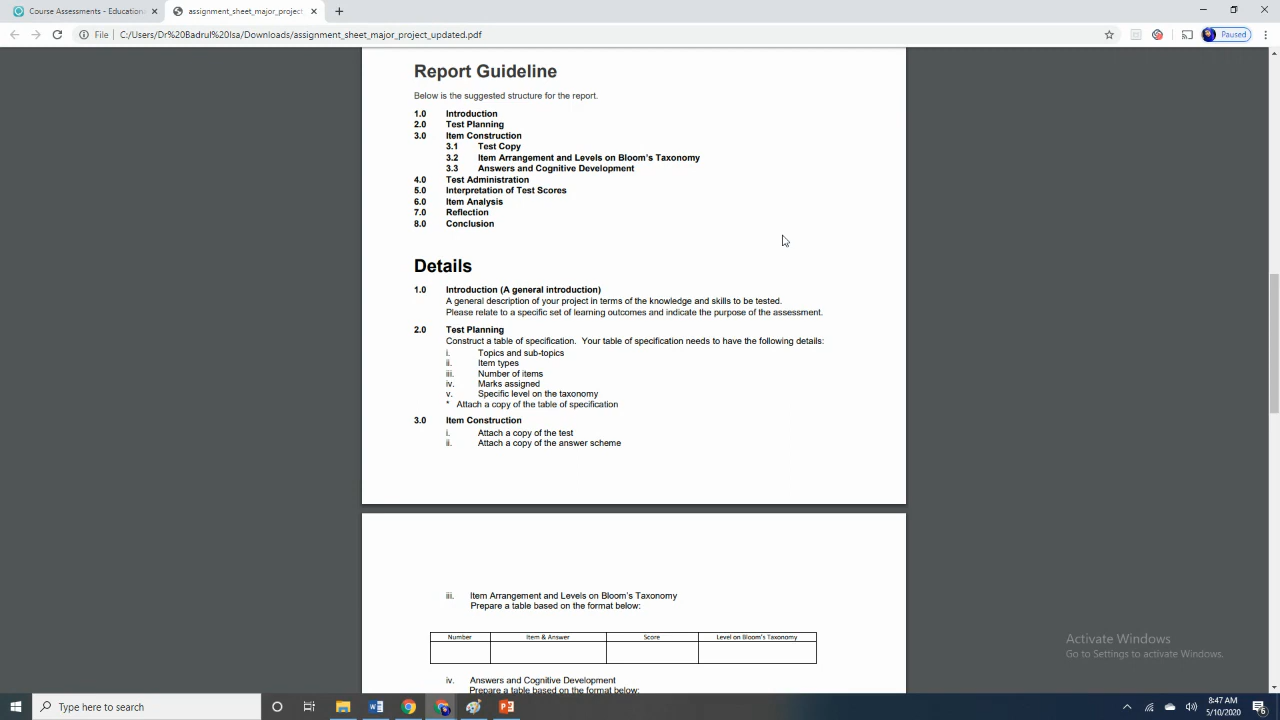 Course Assessments - Education
assignment_sheet_major_project
File
C:/Users/Dr%20Badrul%20Isa/Downloads/assignment_sheet_major_project_updated.pdf
Paused
Report Guideline
Below is the suggested structure for the report.
1.0 Introduction
2.0 Test Planning
3.0 Item Construction
3.1 Test Copy
3.2 Item Arrangement and Levels on Bloom's Taxonomy
3.3 Answers and Cognitive Development
4.0 Test Administration
5.0 Interpretation of Test Scores
6.0 Item Analysis
7.0 Reflection
8.0 Conclusion
Details
1.0 Introduction (A general introduction)
A general description of your project in terms of the knowledge and skills to be tested.
Please relate to a specific set of learning outcomes and indicate the purpose of the assessment.
2.0 Test Planning
Construct a table of specification. Your table of specification needs to have the following details:
i. Topics and sub-topics
ii. Item types
iii. Number of items
iv. Marks assigned
v. Specific level on the taxonomy
* Attach a copy of the table of specification
3.0 Item Construction
i. Attach a copy of the test
ii. Attach a copy of the answer scheme
iii. Item Arrangement and Levels on Bloom's Taxonomy
Prepare a table based on the format below:
Number Item & Answer Score Level on Bloom's Taxonomy
iv. Answers and Cognitive Development
Prepare a table based on the format below:
Activate Windows
Go to Settings to activate Windows.
Type here to search
8:47 AM
5/10/2020
6